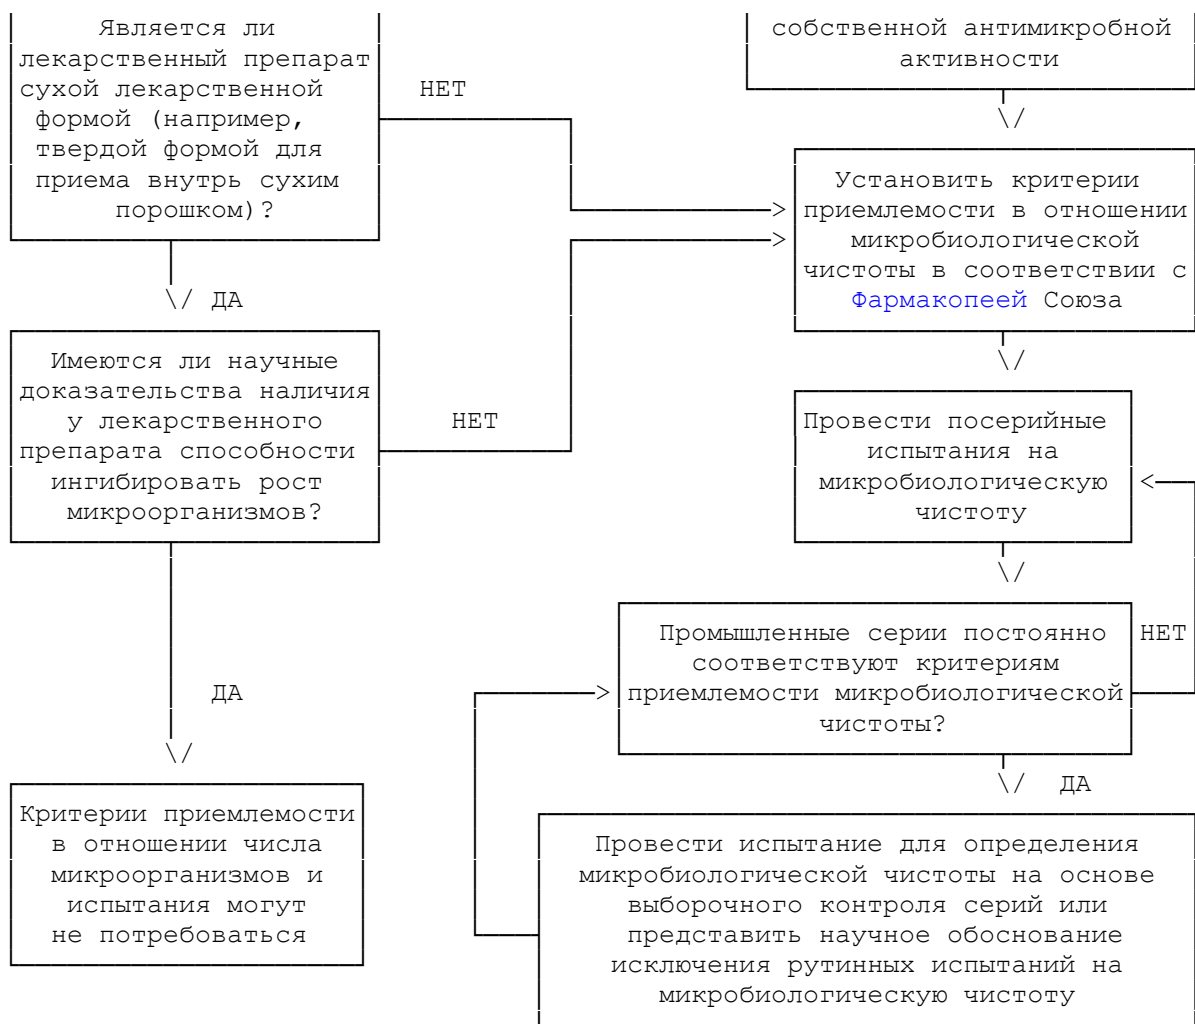 Является ли
лекарственный препарат
сухой лекарственной
формой (например,
твердой формой для
приема внутрь сухим
порошком)?
НЕТ
ДА
собственной антимикробной
активности
Установить критерии
приемлемости в отношении
микробиологической
чистоты в соответствии с
Фармакопеей Союза
Имеются ли научные
доказательства наличия
у лекарственного
препарата способности
ингибировать рост
микроорганизмов?
НЕТ
ДА
Провести посерийные
испытания на
микробиологическую
чистоту
Промышленные серии постоянно
соответствуют критериям
приемлемости микробиологической
чистоты?
НЕТ
ДА
Критерии приемлемости
в отношении числа
микроорганизмов и
испытания могут
не потребоваться
Провести испытание для определения
микробиологической чистоты на основе
выборочного контроля серий или
представить научное обоснование
исключения рутинных испытаний на
микробиологическую чистоту